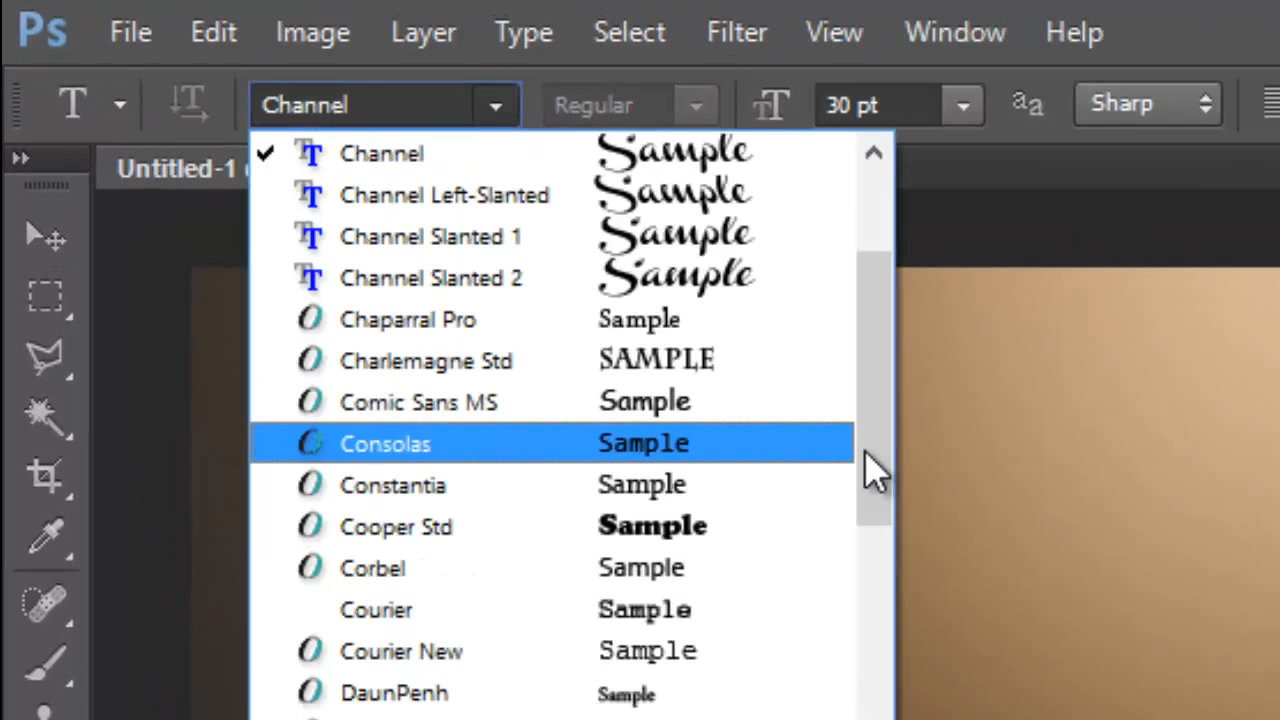 Ps File Edit Image Layer Type Select Filter View Window Help
T T Channel Regular TT 30 pt aa Sharp
Untitled-1
Channel Sample
Channel Left-Slanted Sample
Channel Slanted 1 Sample
Channel Slanted 2 Sample
Chaparral Pro Sample
Charlemagne Std SAMPLE
Comic Sans MS Sample
Consolas Sample
Constantia Sample
Cooper Std Sample
Corbel Sample
Courier Sample
Courier New Sample
DaunPenh Sample